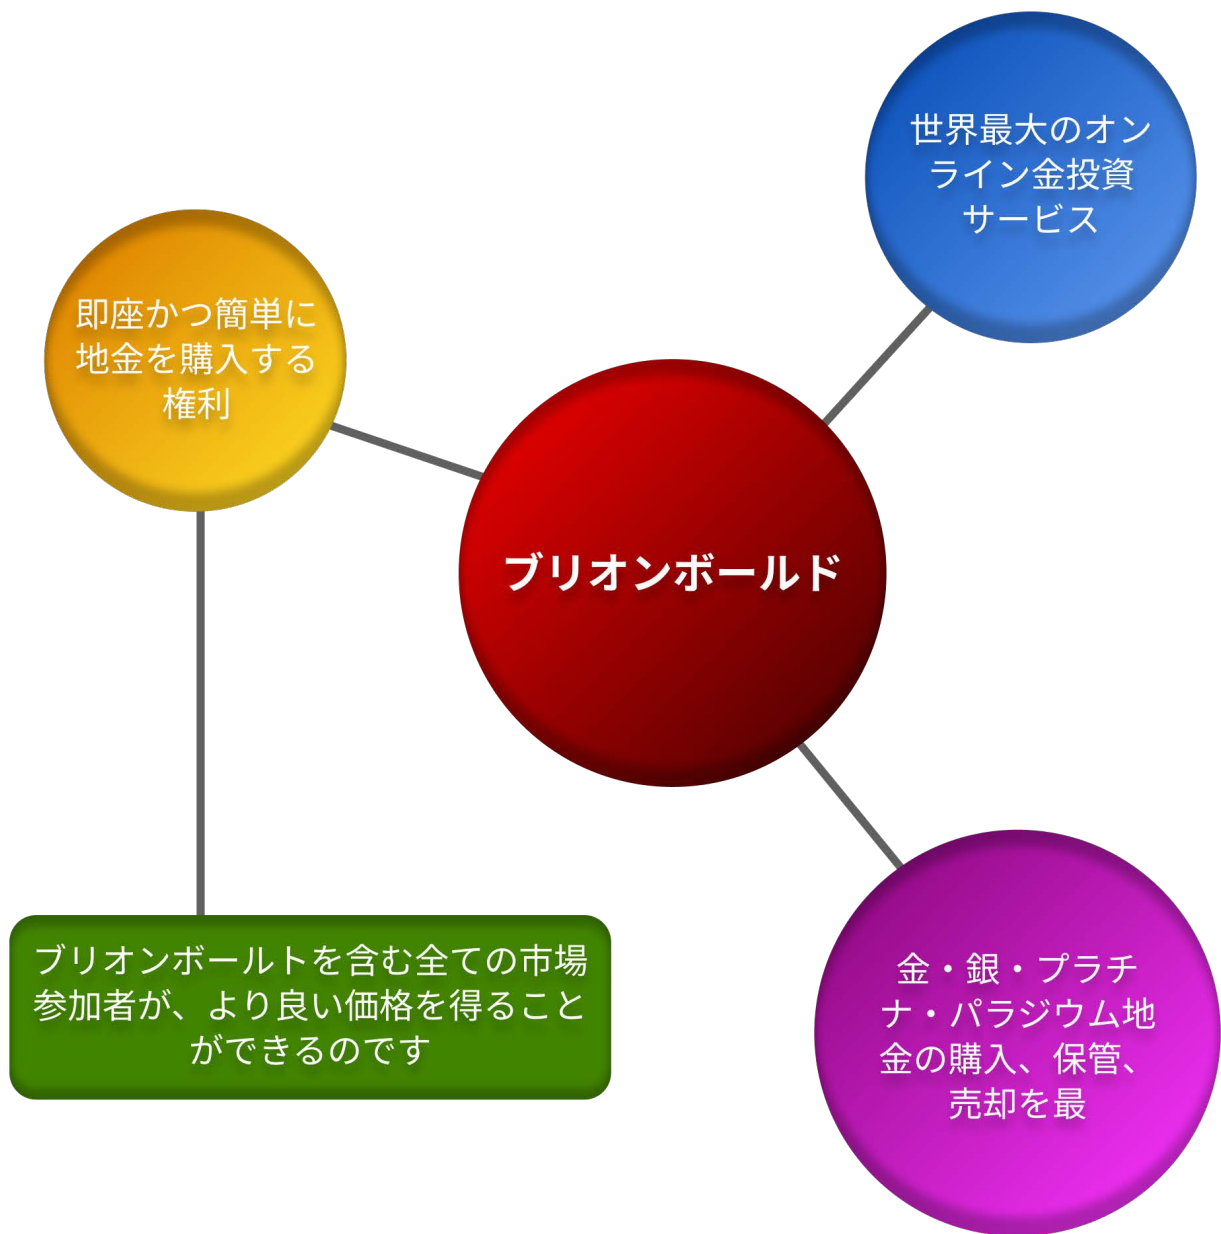 世界最大のオン
ライン金投資
サービス
即座かつ簡単に
地金を購入する
権利
ブリオンボールド
ブリオンボールトを含む全ての市場
参加者が、より良い価格を得ること
ができるのです
金・銀・プラチ
ナ・パラジウム地
金の購入、保管、
売却を最